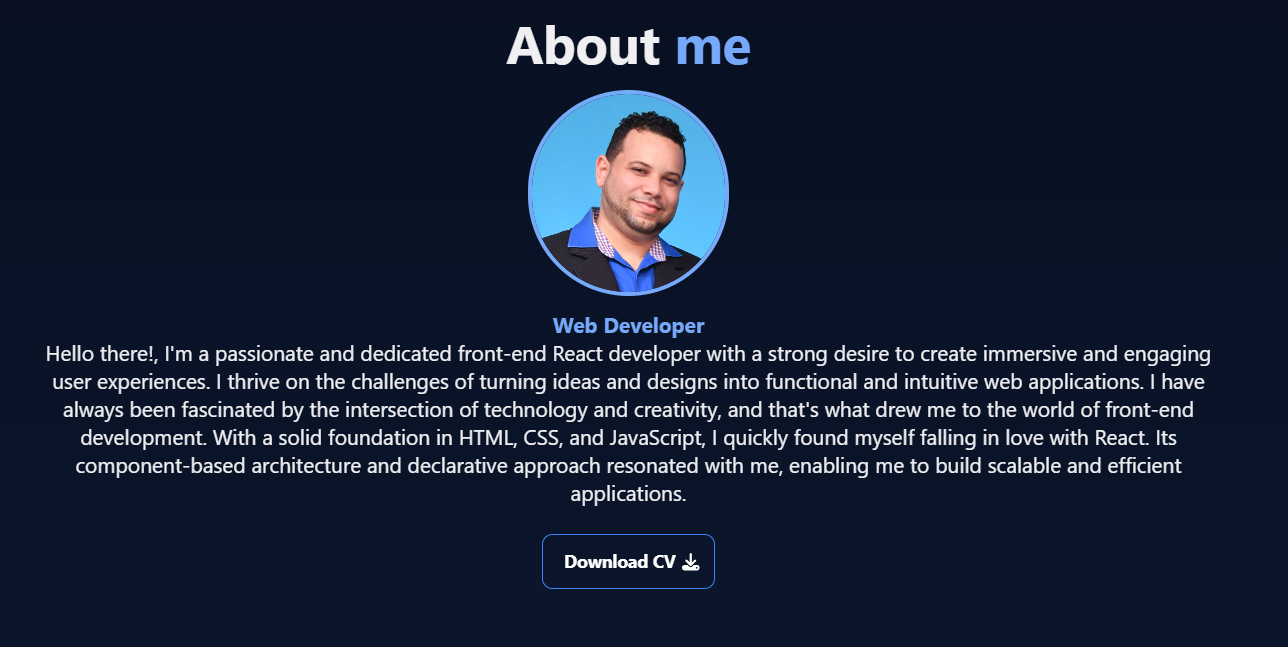 About me
Web Developer
Hello there!, I'm a passionate and dedicated front-end React developer with a strong desire to create immersive and engaging
user experiences. I thrive on the challenges of turning ideas and designs into functional and intuitive web applications. I have
always been fascinated by the intersection of technology and creativity, and that's what drew me to the world of front-end
development. With a solid foundation in HTML, CSS, and JavaScript, I quickly found myself falling in love with React. Its
component-based architecture and declarative approach resonated with me, enabling me to build scalable and efficient
applications.
Download CV